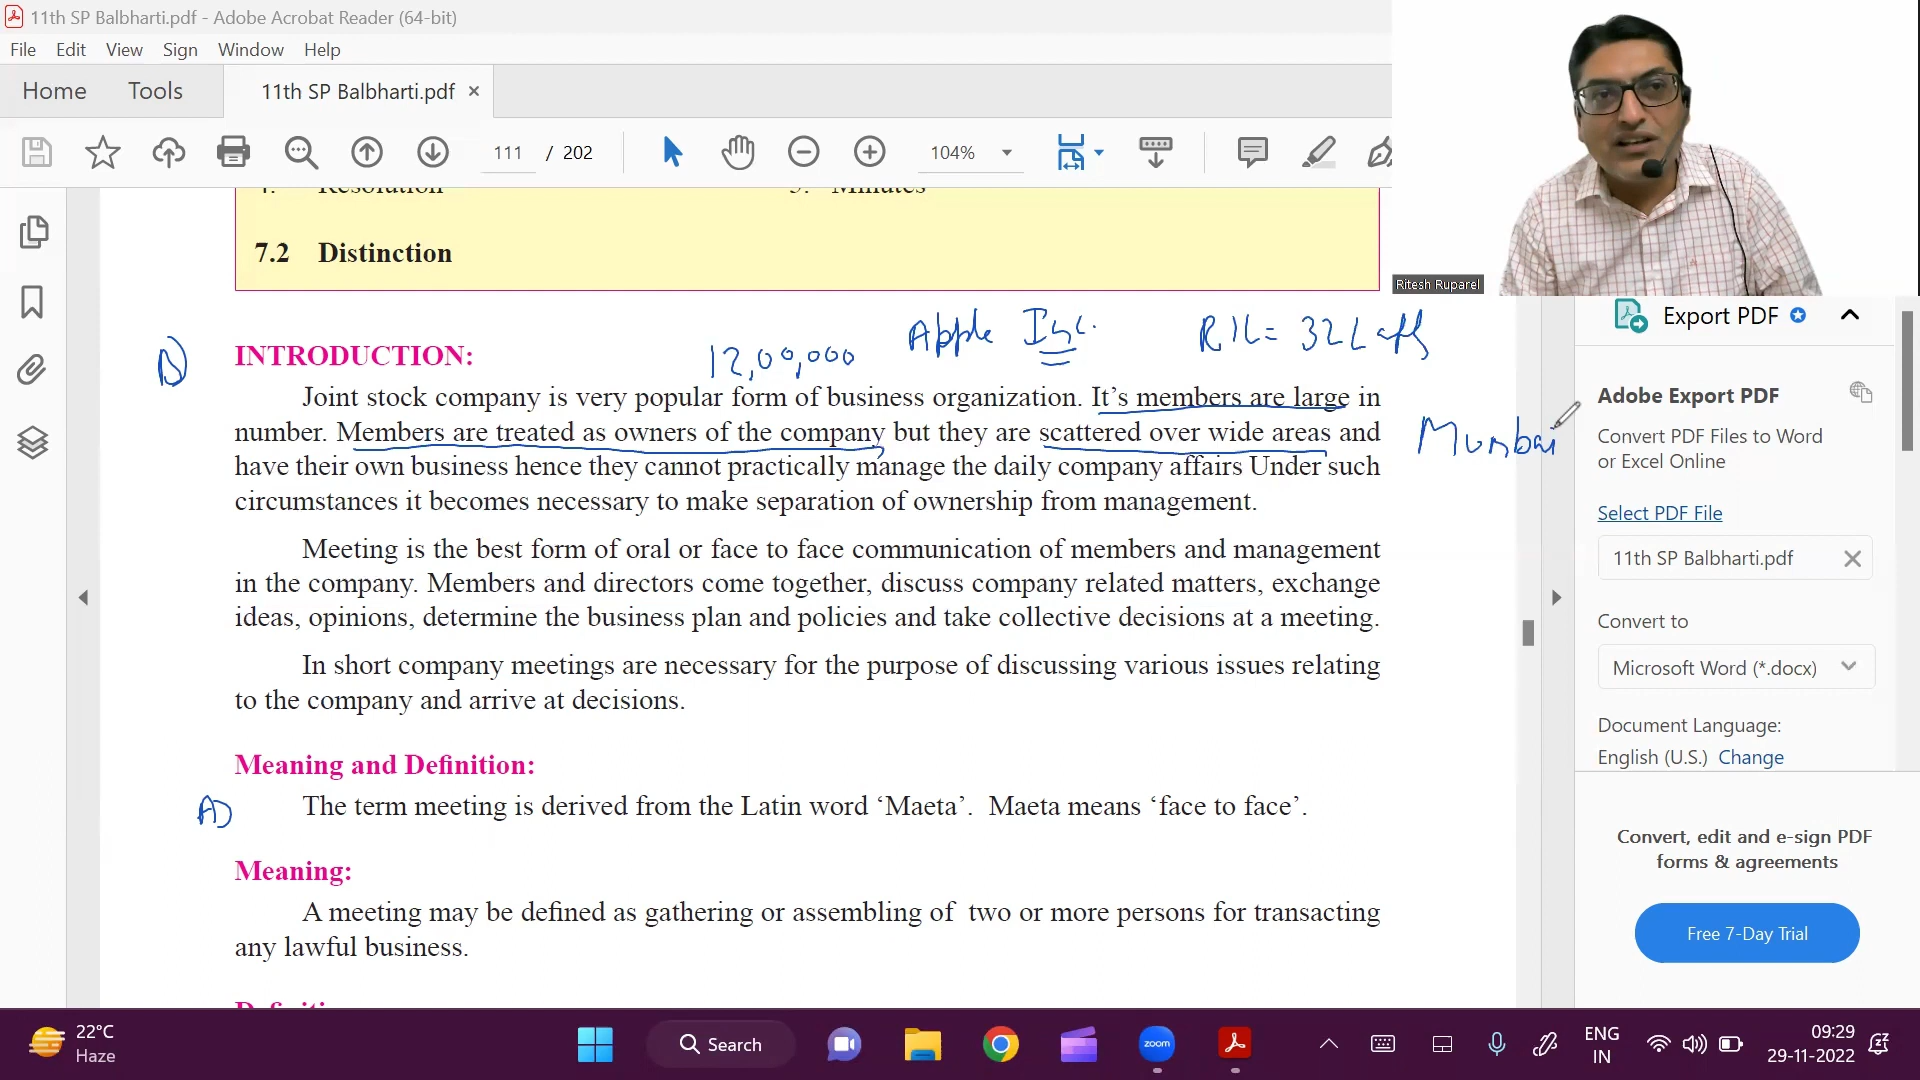 11th SP Balbharti.pdf - Adobe Acrobat Reader (64-bit)
File Edit View Sign Window Help
Home Tools 11th SP Balbharti.pdf ×
111 / 202 104%
4. Resolution 5. Minutes
7.2 Distinction
Ritesh Ruparel
Apple Inc.
RIL= 32L
12,00,000
B)
INTRODUCTION:
Joint stock company is very popular form of business organization. It's members are large in
number. Members are treated as owners of the company but they are scattered over wide areas and
have their own business hence they cannot practically manage the daily company affairs Under such
circumstances it becomes necessary to make separation of ownership from management.
Mumbai
Meeting is the best form of oral or face to face communication of members and management
in the company. Members and directors come together, discuss company related matters, exchange
ideas, opinions, determine the business plan and policies and take collective decisions at a meeting.
In short company meetings are necessary for the purpose of discussing various issues relating
to the company and arrive at decisions.
Meaning and Definition:
A) The term meeting is derived from the Latin word ‘Maeta’. Maeta means ‘face to face’.
Meaning:
A meeting may be defined as gathering or assembling of two or more persons for transacting
any lawful business.
Export PDF
Adobe Export PDF
Convert PDF Files to Word
or Excel Online
Select PDF File
11th SP Balbharti.pdf
Convert to
Microsoft Word (*.docx)
Document Language:
English (U.S.) Change
Convert, edit and e-sign PDF
forms & agreements
Free 7-Day Trial
22°C
Haze
Search
zoom
ENG
IN
09:29
29-11-2022